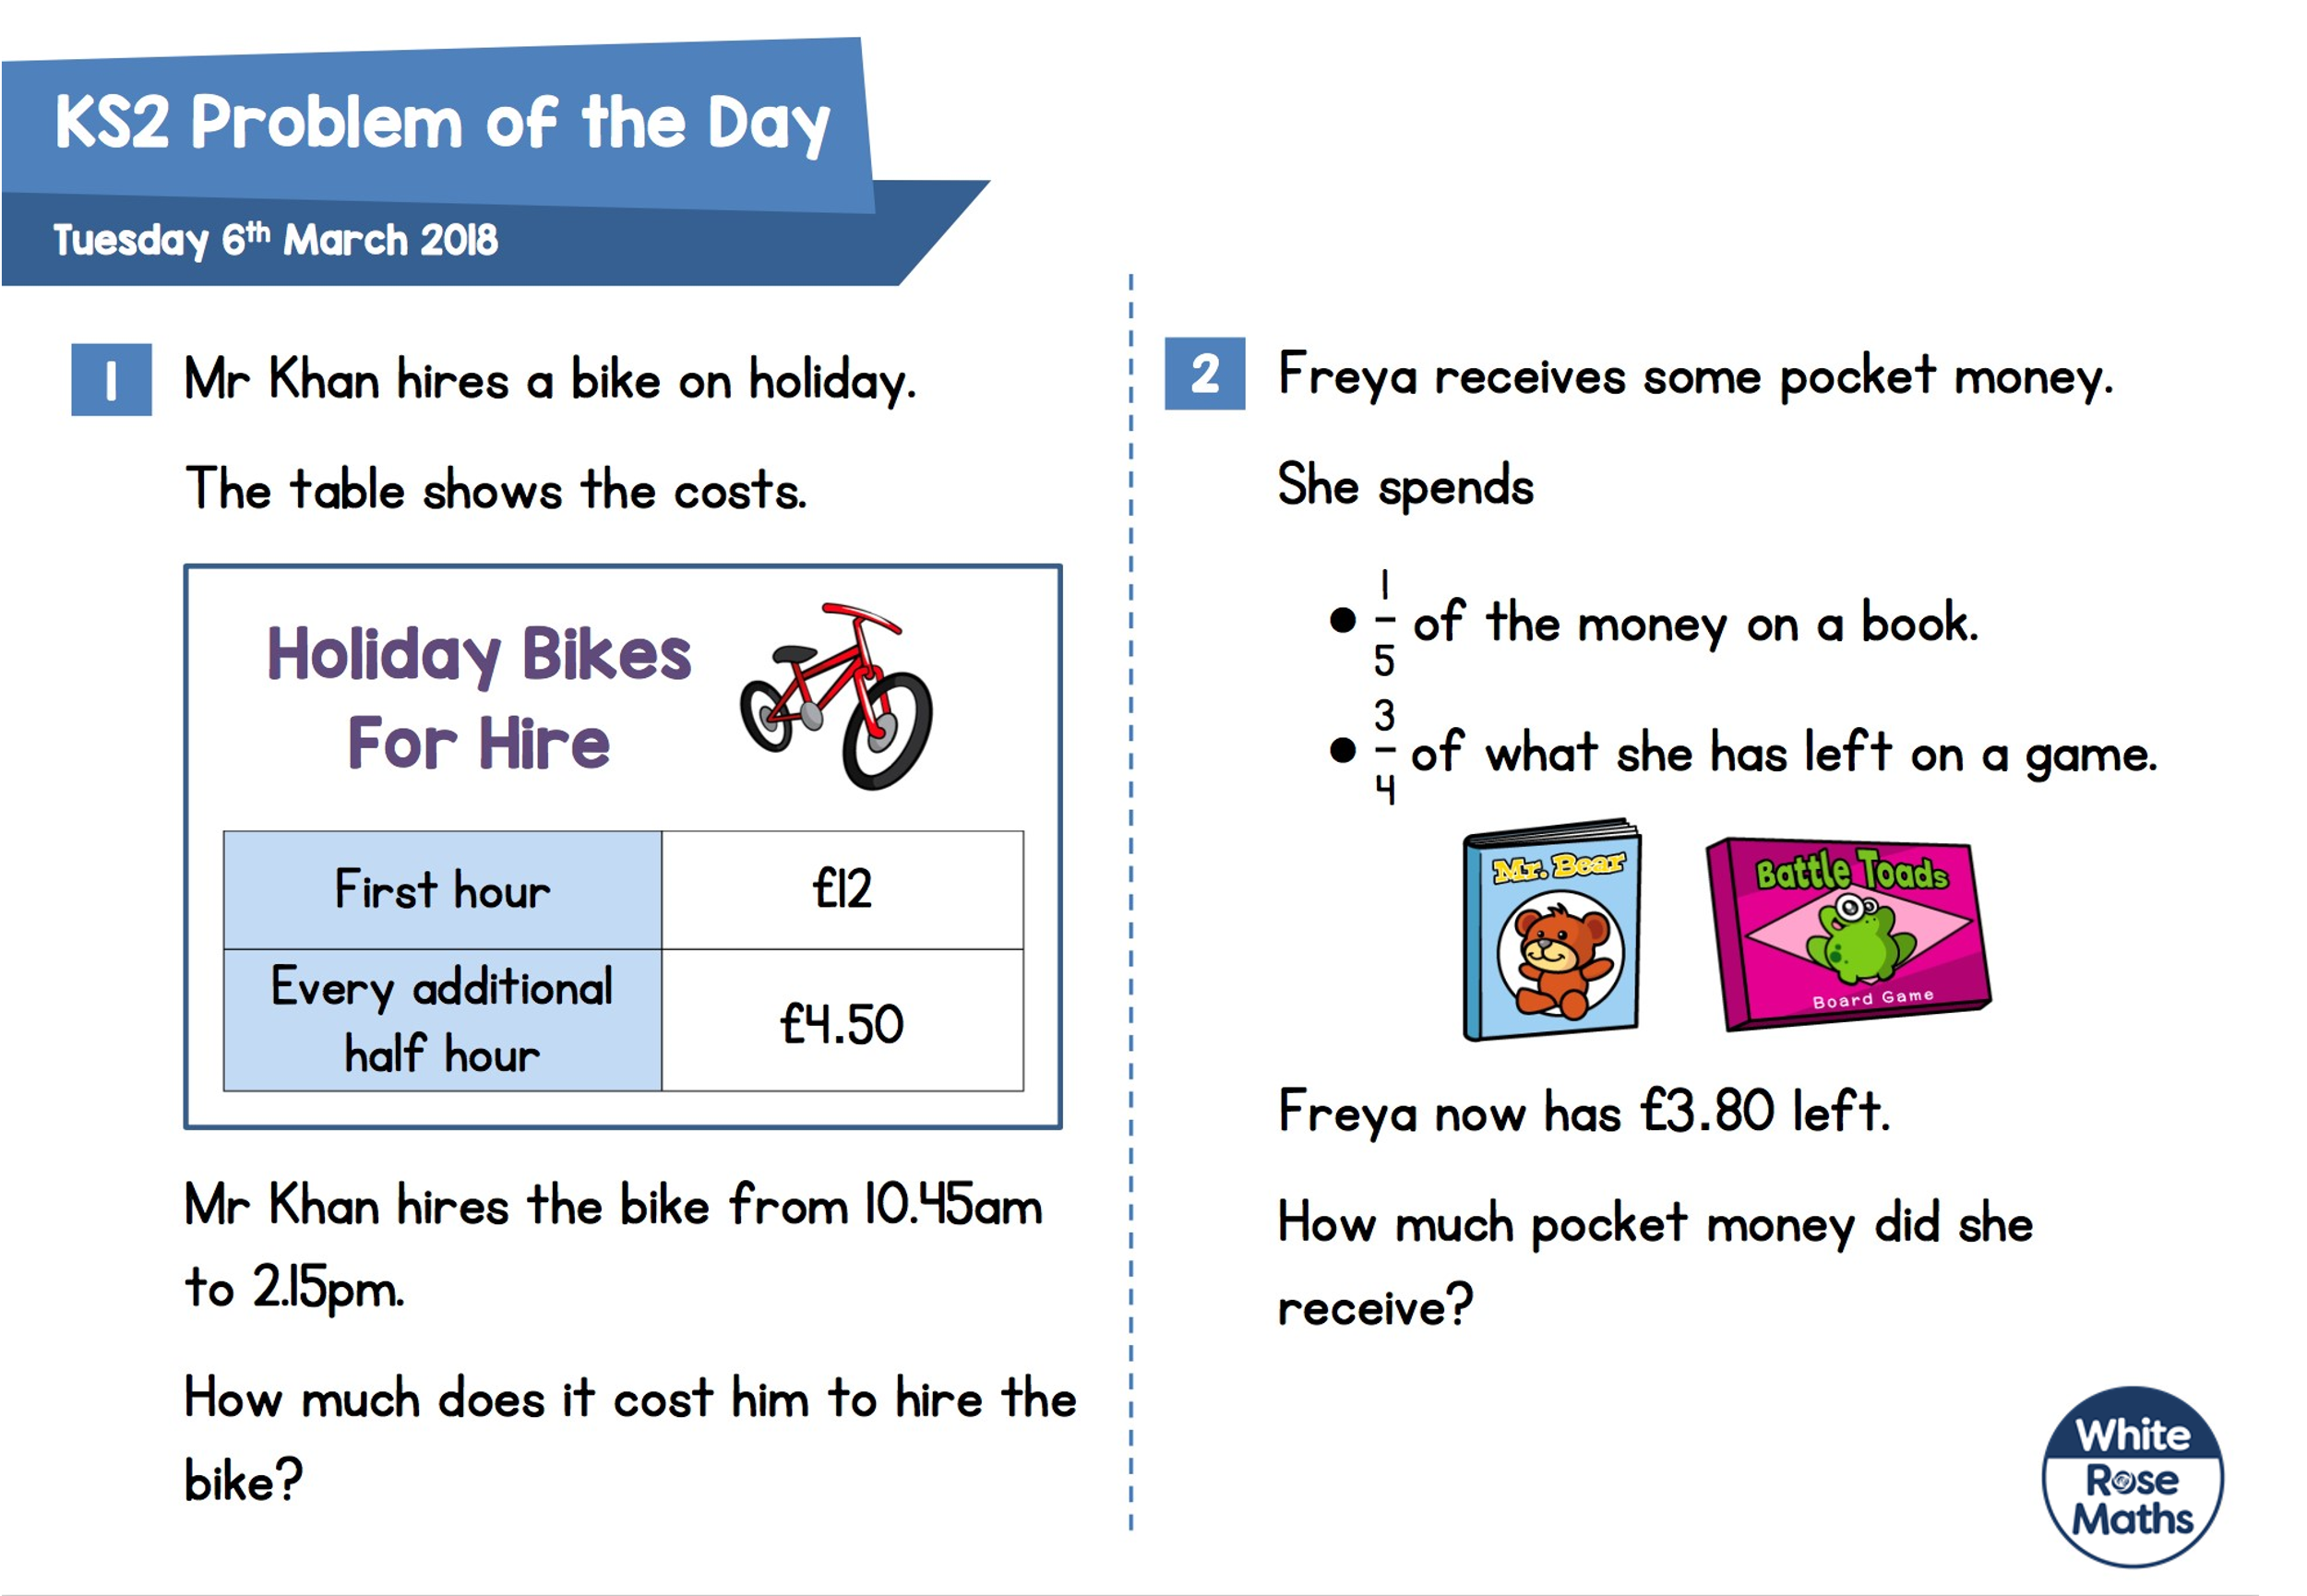 KS2 Problem of the Day
Tuesday 6th March 2018
1 Mr Khan hires a bike on holiday.
The table shows the costs.
Holiday Bikes
For Hire
First hour £12
Every additional
half hour £4.50
Mr Khan hires the bike from 10.45am
to 2.15pm.
How much does it cost him to hire the
bike?
2 Freya receives some pocket money.
She spends
• 1/5 of the money on a book.
• 3/4 of what she has left on a game.
Mr. Bear
Battle Toads
Board Game
Freya now has £3.80 left.
How much pocket money did she
receive?
White
Rose
Maths